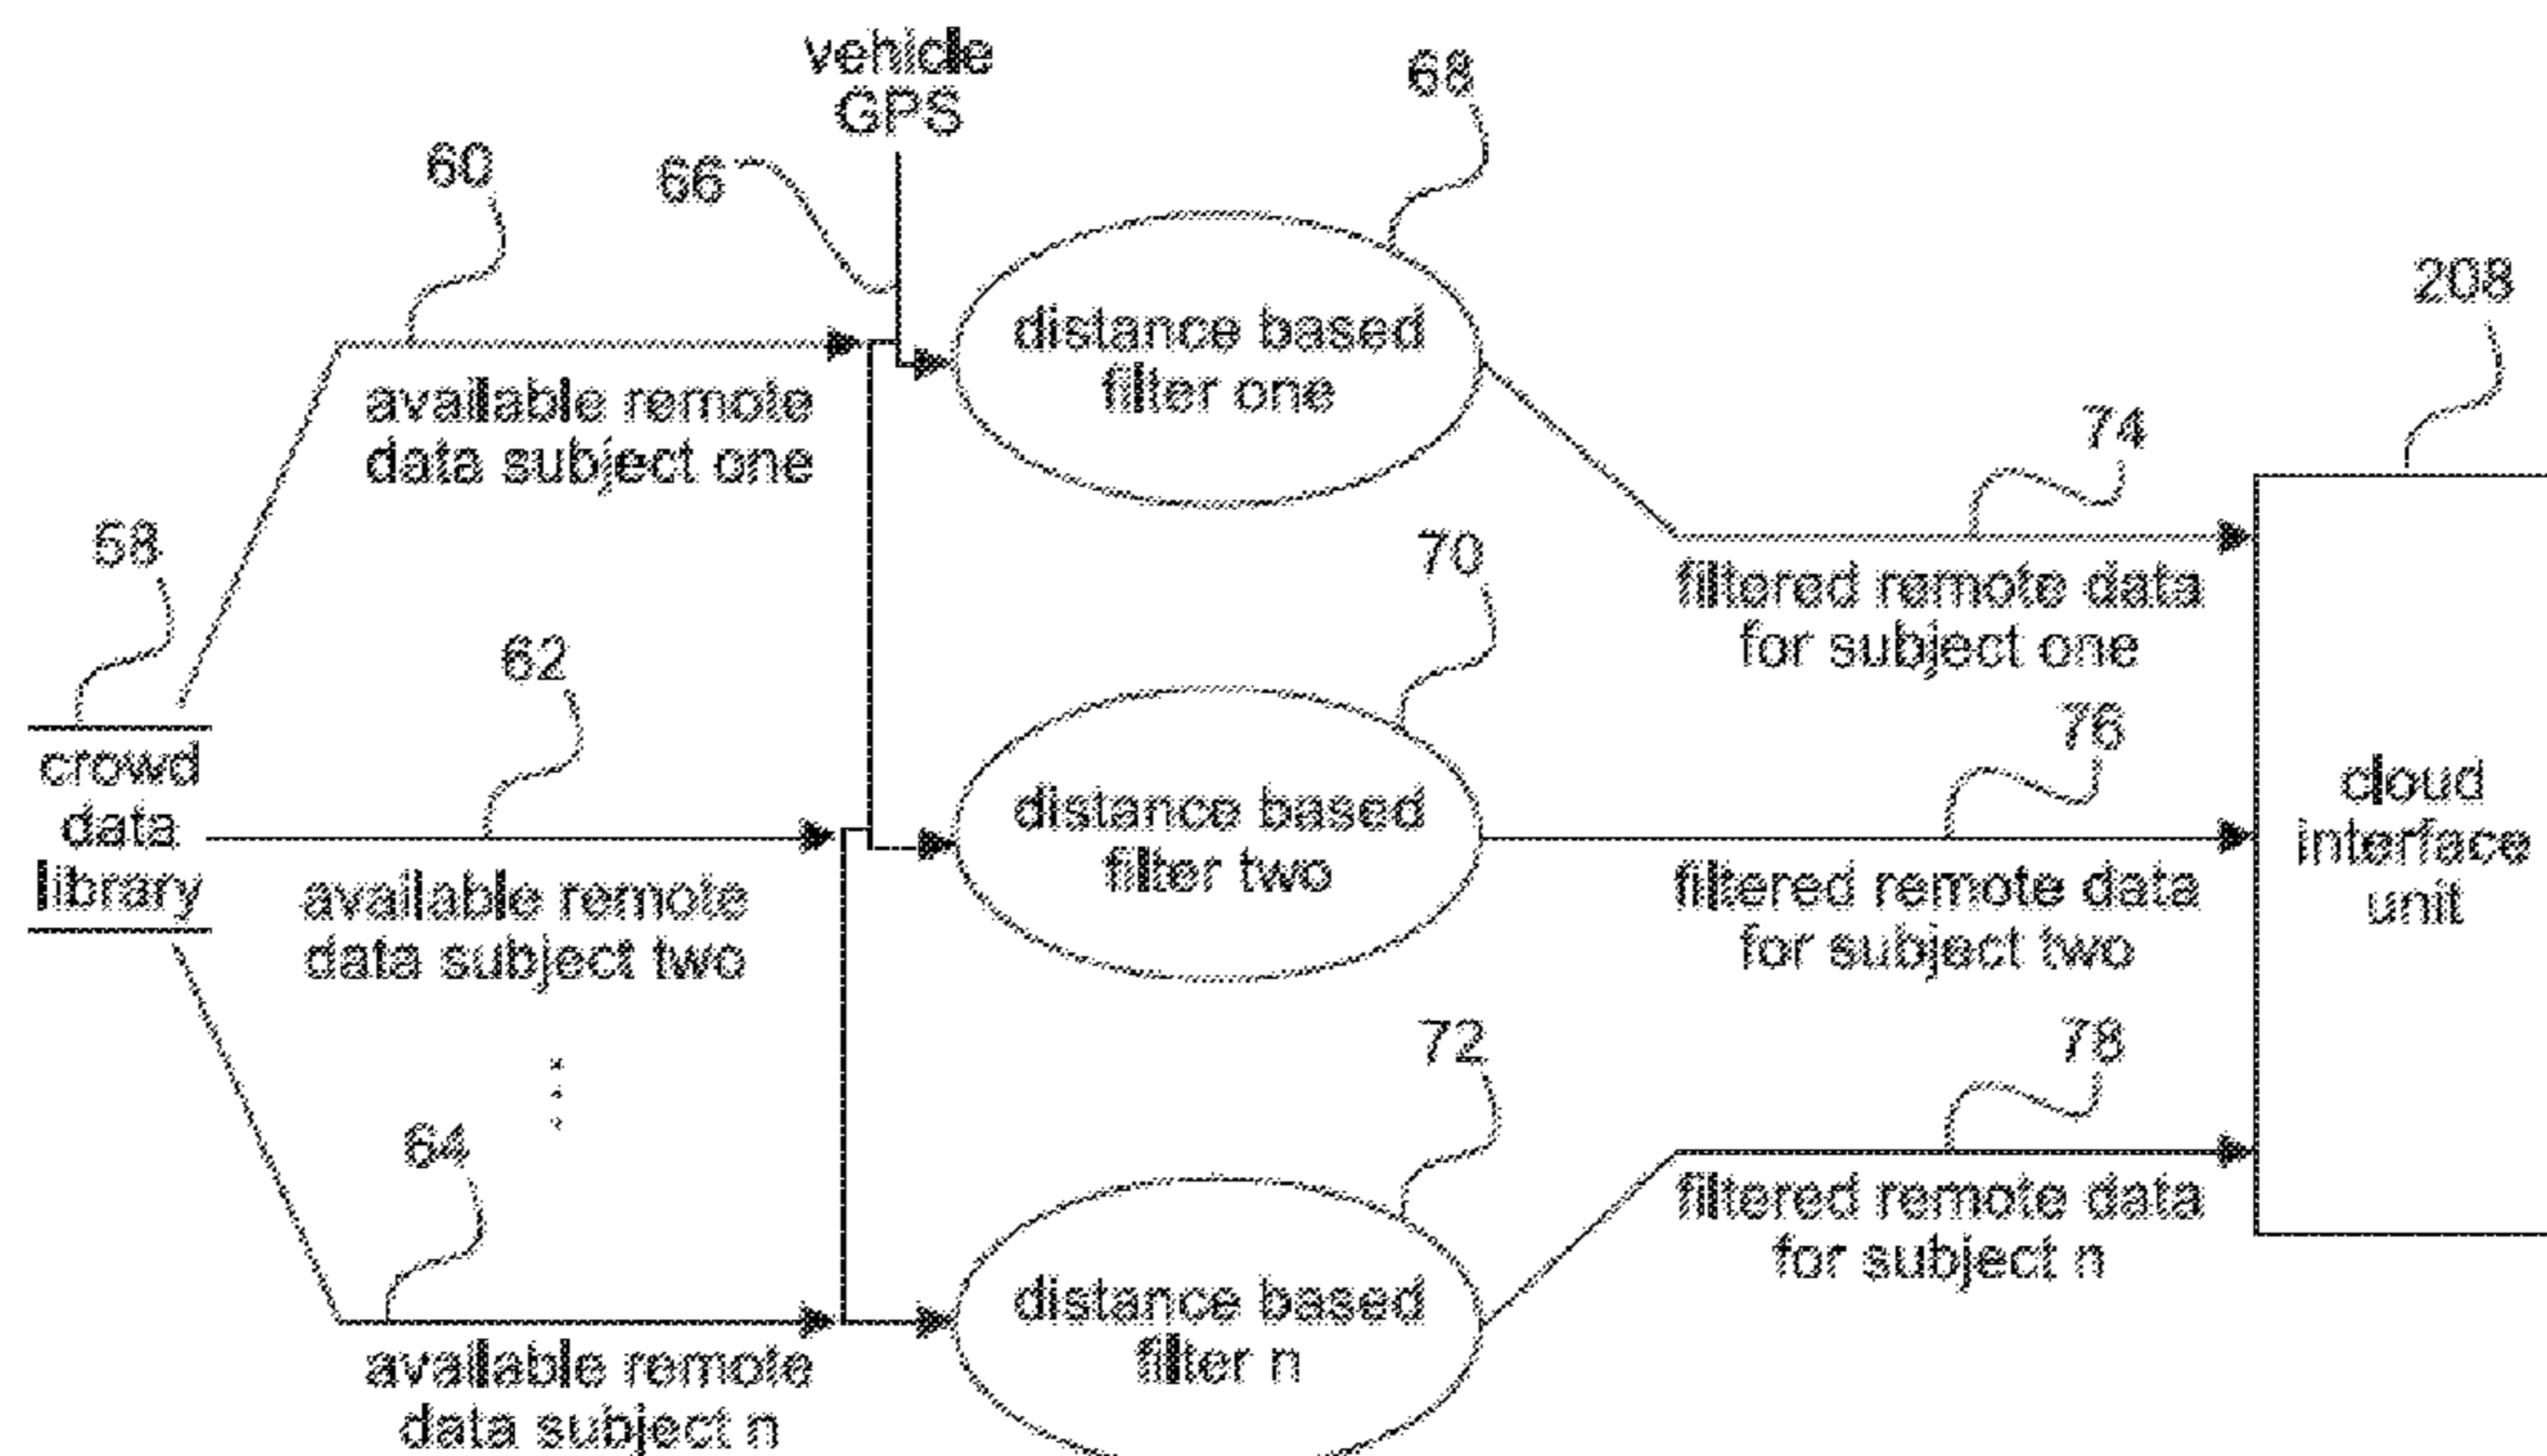 vehicle
GPS
68
60
66
208
distance based
filter one
available remote
data subject one
74
58
70
filtered remote data
for subject one
62
76
crowd
data
library
distance based
filter two
cloud
interface
unit
available remote
data subject two
filtered remote data
for subject two
72
78
64
filtered remote data
for subject n
distance based
filter n
available remote
data subject n